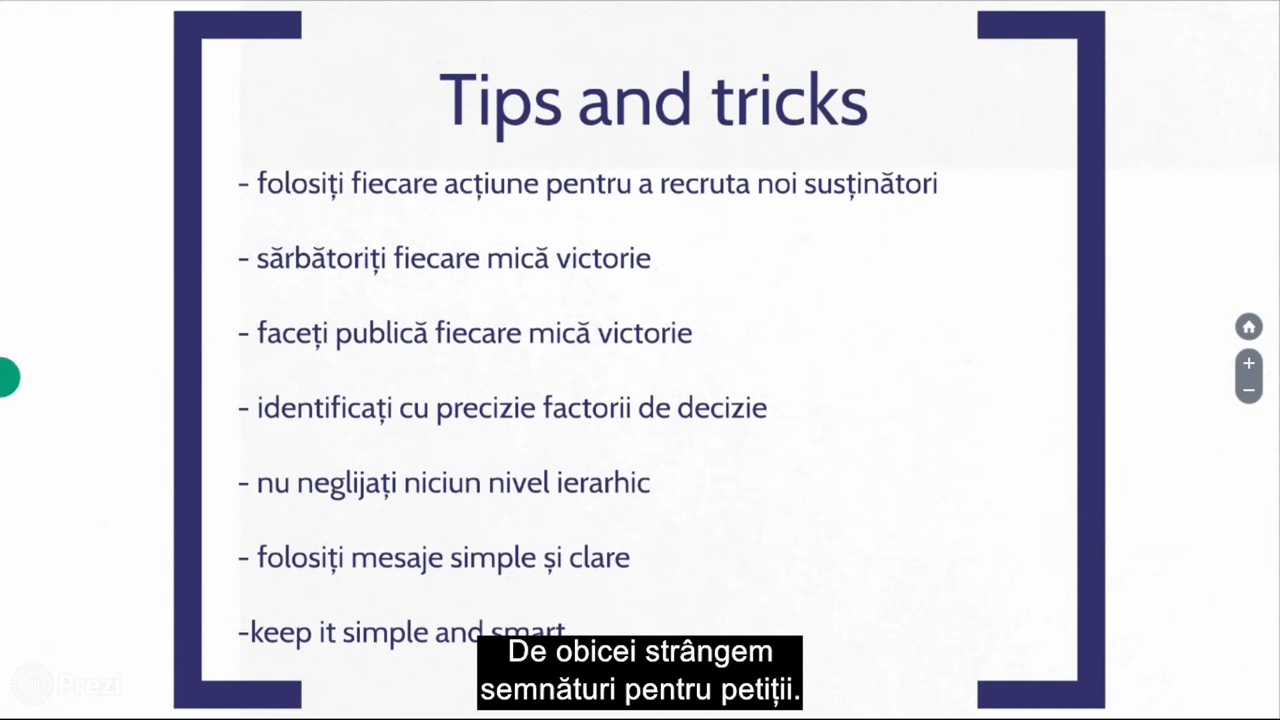 Tips and tricks
- folosiți fiecare acțiune pentru a recruta noi susținători
- sărbătoriți fiecare mică victorie
- faceți publică fiecare mică victorie
- identificați cu precizie factorii de decizie
- nu neglijați niciun nivel ierarhic
- folosiți mesaje simple și clare
-keep it simple and smart
De obicei strângem
semnături pentru petiții.
Prezi